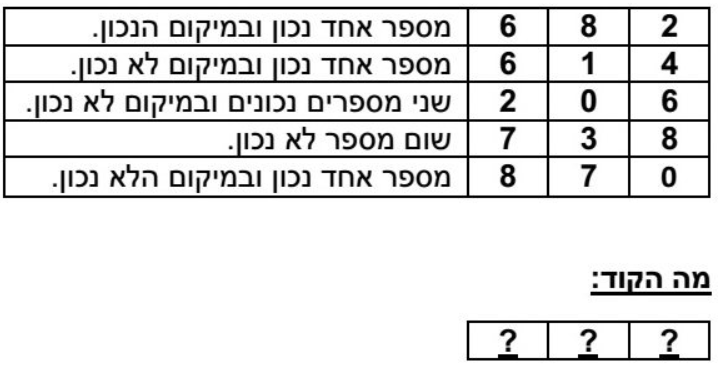 2 8 6 מספר אחד נכון ובמיקום הנכון.
4 1 6 מספר אחד נכון ובמיקום לא נכון.
6 0 2 שני מספרים נכונים ובמיקום לא נכון.
8 3 7 שום מספר לא נכון.
0 7 8 מספר אחד נכון ובמיקום הלא נכון.
מה הקוד:
? ? ?